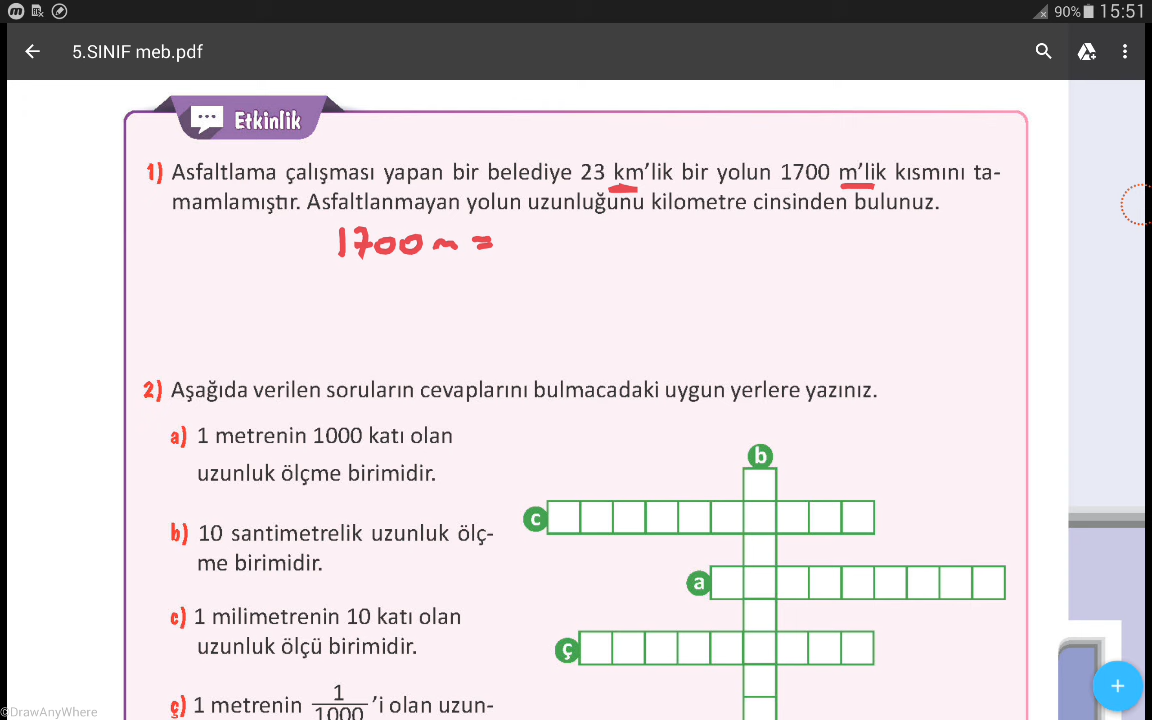 90% 15:51
5.SINIF meb.pdf
Etkinlik
1) Asfaltlama çalışması yapan bir belediye 23 km'lik bir yolun 1700 m'lik kısmını ta-
mamlamıştır. Asfaltlanmayan yolun uzunluğunu kilometre cinsinden bulunuz.
1700 m =
2) Aşağıda verilen soruların cevaplarını bulmacadaki uygun yerlere yazınız.
a) 1 metrenin 1000 katı olan
uzunluk ölçme birimidir.
b
b) 10 santimetrelik uzunluk ölç-
me birimidir.
c
a
c) 1 milimetrenin 10 katı olan
uzunluk ölçü birimidir.
ç
ç) 1 metrenin 1/1000 'i olan uzun-
©DrawAnyWhere